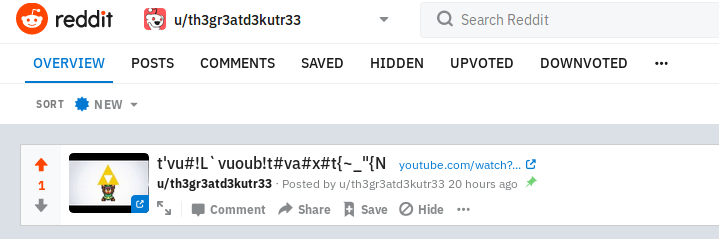 reddit u/th3gr3atd3kutr33 Search Reddit
OVERVIEW POSTS COMMENTS SAVED HIDDEN UPVOTED DOWNVOTED ...
SORT NEW
t'vu#!L`vuoub!t#va#x#t{~_"{N youtube.com/watch?...
1 u/th3gr3atd3kutr33 · Posted by u/th3gr3atd3kutr33 20 hours ago
Comment Share Save Hide ...